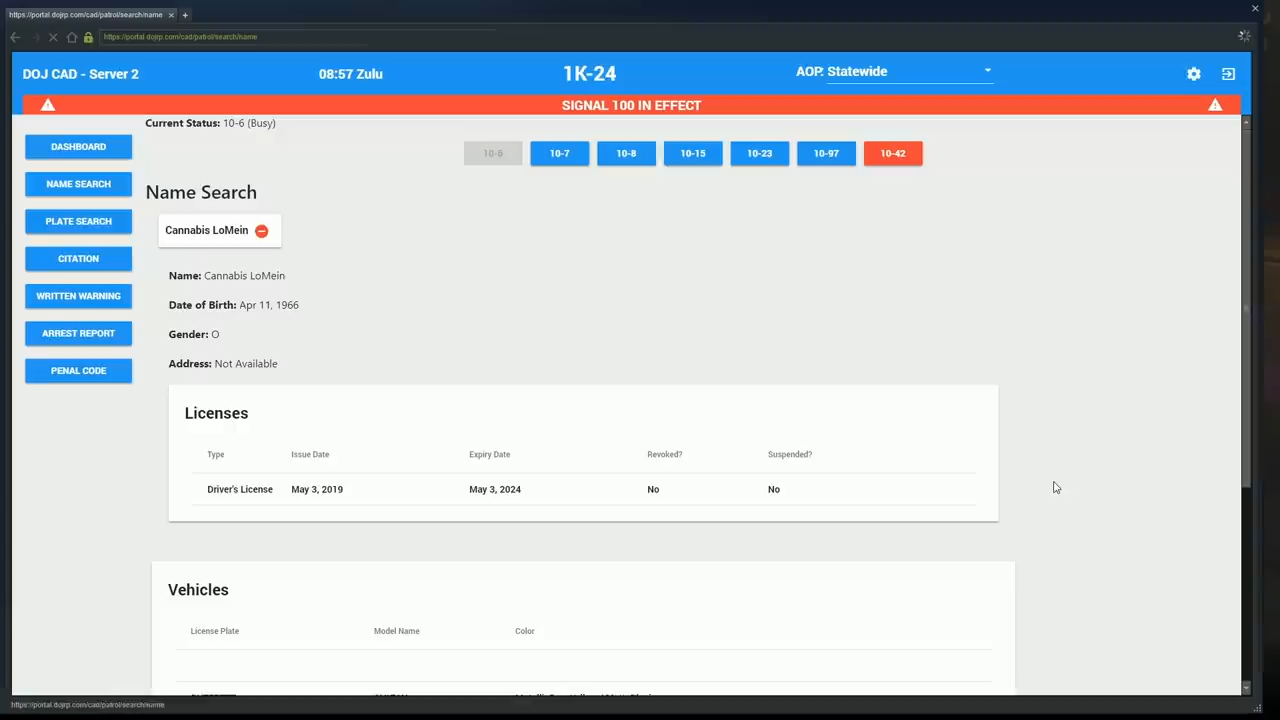 https://portal.dojrp.com/cad/patrol/search/name
https://portal.dojrp.com/cad/patrol/search/name
DOJ CAD - Server 2
08:57 Zulu
1K-24
AOP: Statewide
SIGNAL 100 IN EFFECT
Current Status: 10-6 (Busy)
10-6 10-7 10-8 10-15 10-23 10-97 10-42
DASHBOARD
NAME SEARCH
PLATE SEARCH
CITATION
WRITTEN WARNING
ARREST REPORT
PENAL CODE
Name Search
Cannabis LoMein
Name: Cannabis LoMein
Date of Birth: Apr 11, 1966
Gender: O
Address: Not Available
Licenses
Type Issue Date Expiry Date Revoked? Suspended?
Driver's License May 3, 2019 May 3, 2024 No No
Vehicles
License Plate Model Name Color
https://portal.dojrp.com/cad/patrol/search/name